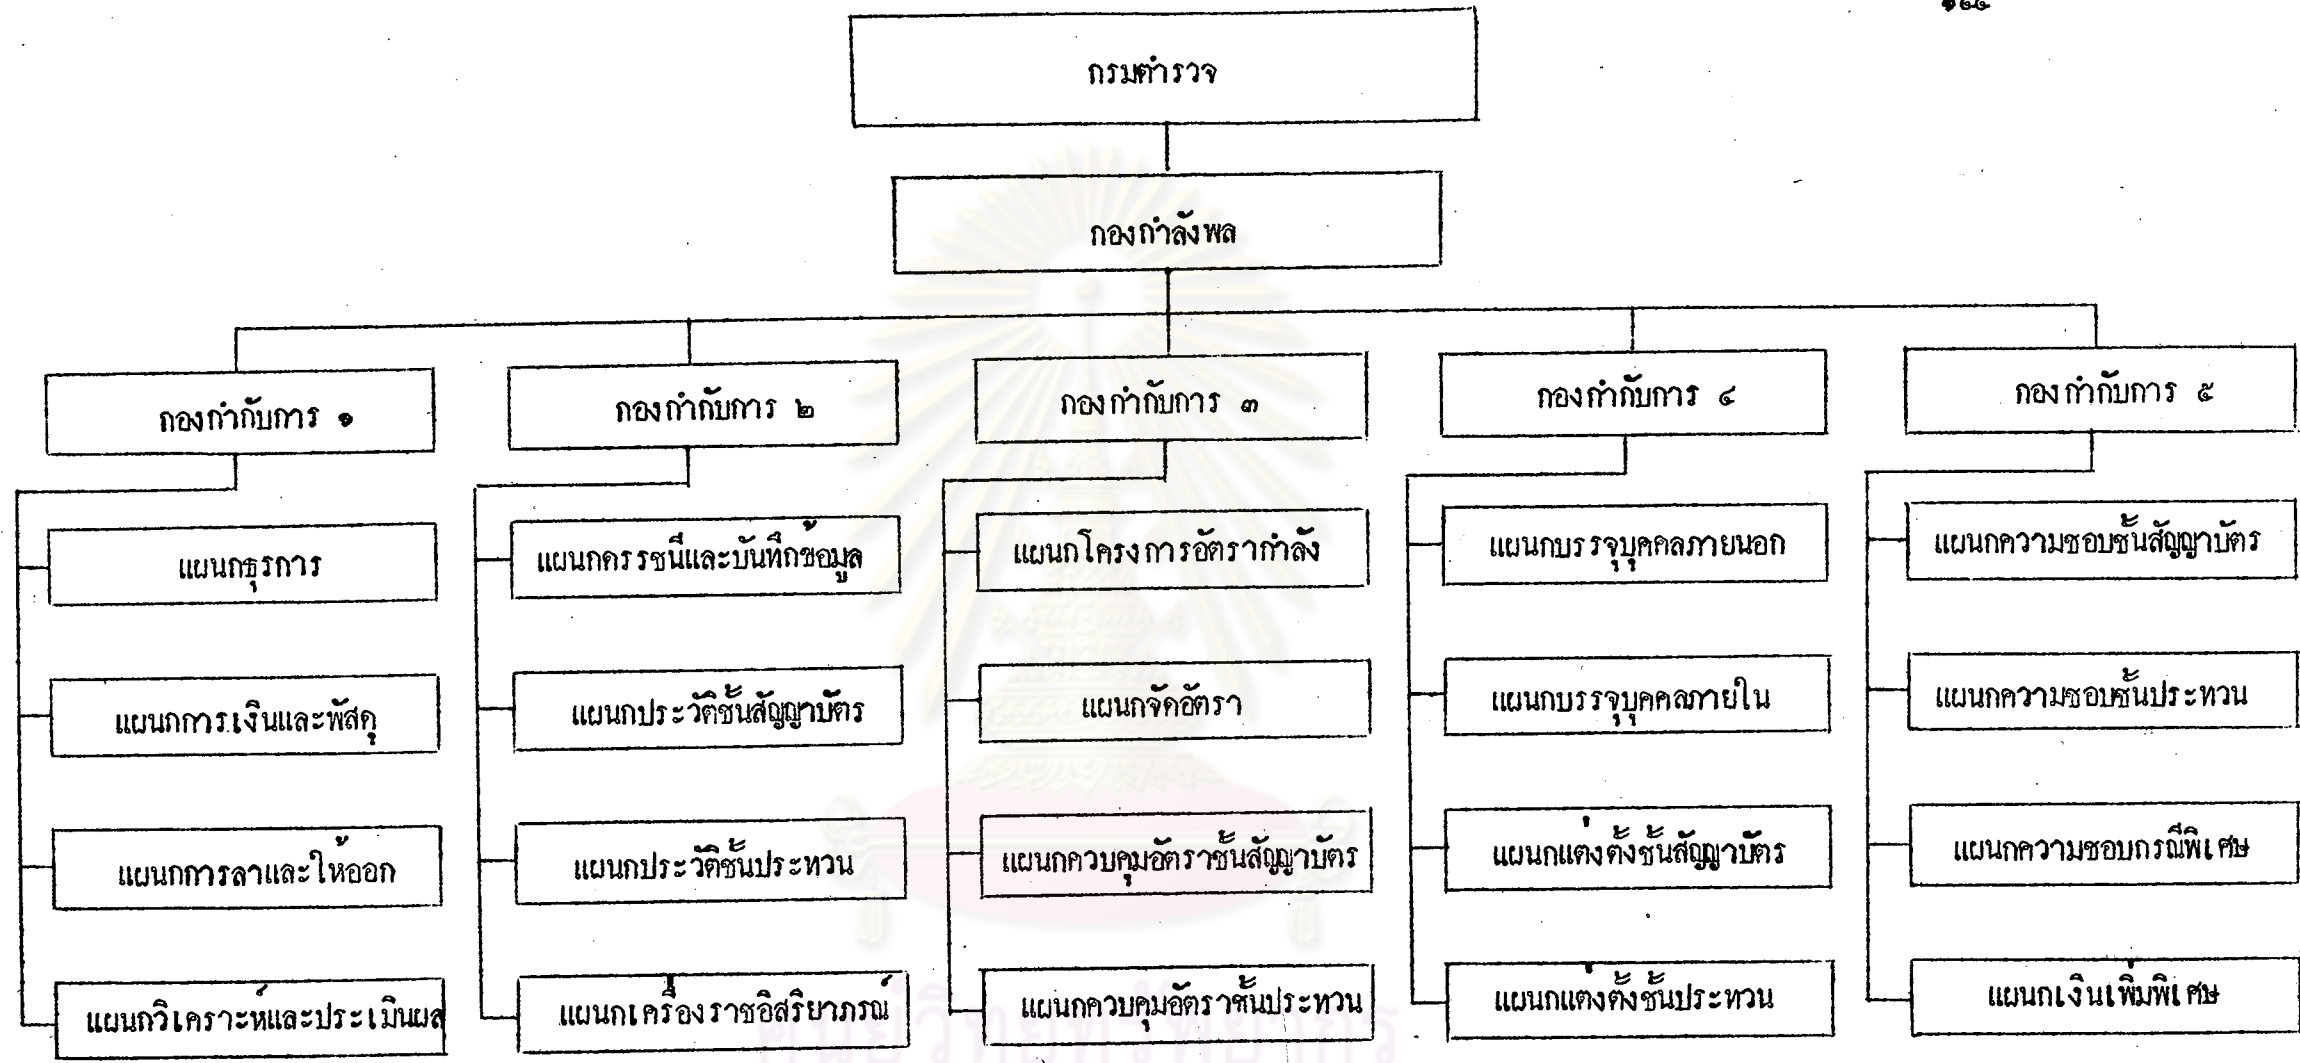 กรมตำรวจ
กองกำลังพล
กองกำกับการ ๑
กองกำกับการ ๒
กองกำกับการ ๓
กองกำกับการ ๔
กองกำกับการ ๕
แผนกธุรการ
แผนกดรรชนีและบันทึกข้อมูล
แผนกโครงการอัตรากำลัง
แผนกบรรจุบุคคลภายนอก
แผนกความชอบชั้นสัญญาบัตร
แผนกการเงินและพัสดุ
แผนกประวัติชั้นสัญญาบัตร
แผนกจัดอัตรา
แผนกบรรจุบุคคลภายใน
แผนกความชอบชั้นประทวน
แผนกการลาและให้ออก
แผนกประวัติชั้นประทวน
แผนกควบคุมอัตราชั้นสัญญาบัตร
แผนกแต่งตั้งชั้นสัญญาบัตร
แผนกความชอบกรณีพิเศษ
แผนกวิเคราะห์และประเมินผล
แผนกเครื่องราชอิสริยาภรณ์
แผนกควบคุมอัตราชั้นประทวน
แผนกแต่งตั้งชั้นประทวน
แผนกเงินเพิ่มพิเศษ
ศูนย์วิทยทรัพยากร